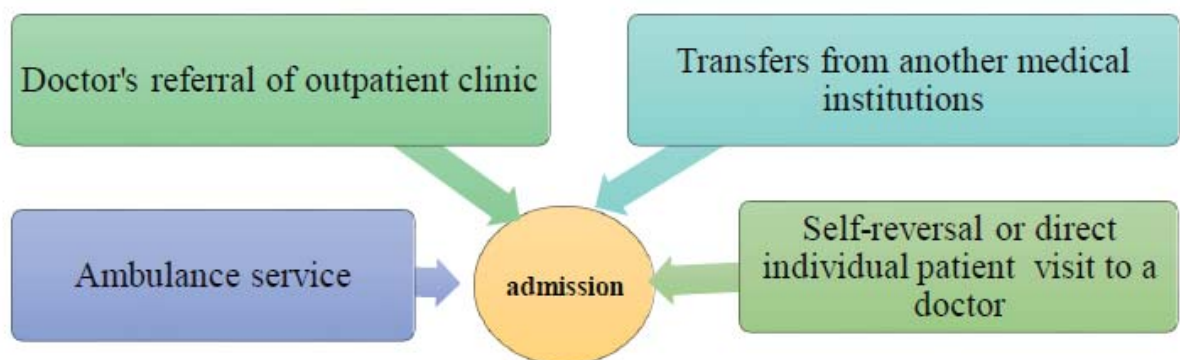 Doctor's referral of outpatient clinic
Transfers from another medical
institutions
Ambulance service
admission
Self-reversal or direct
individual patient visit to a
doctor